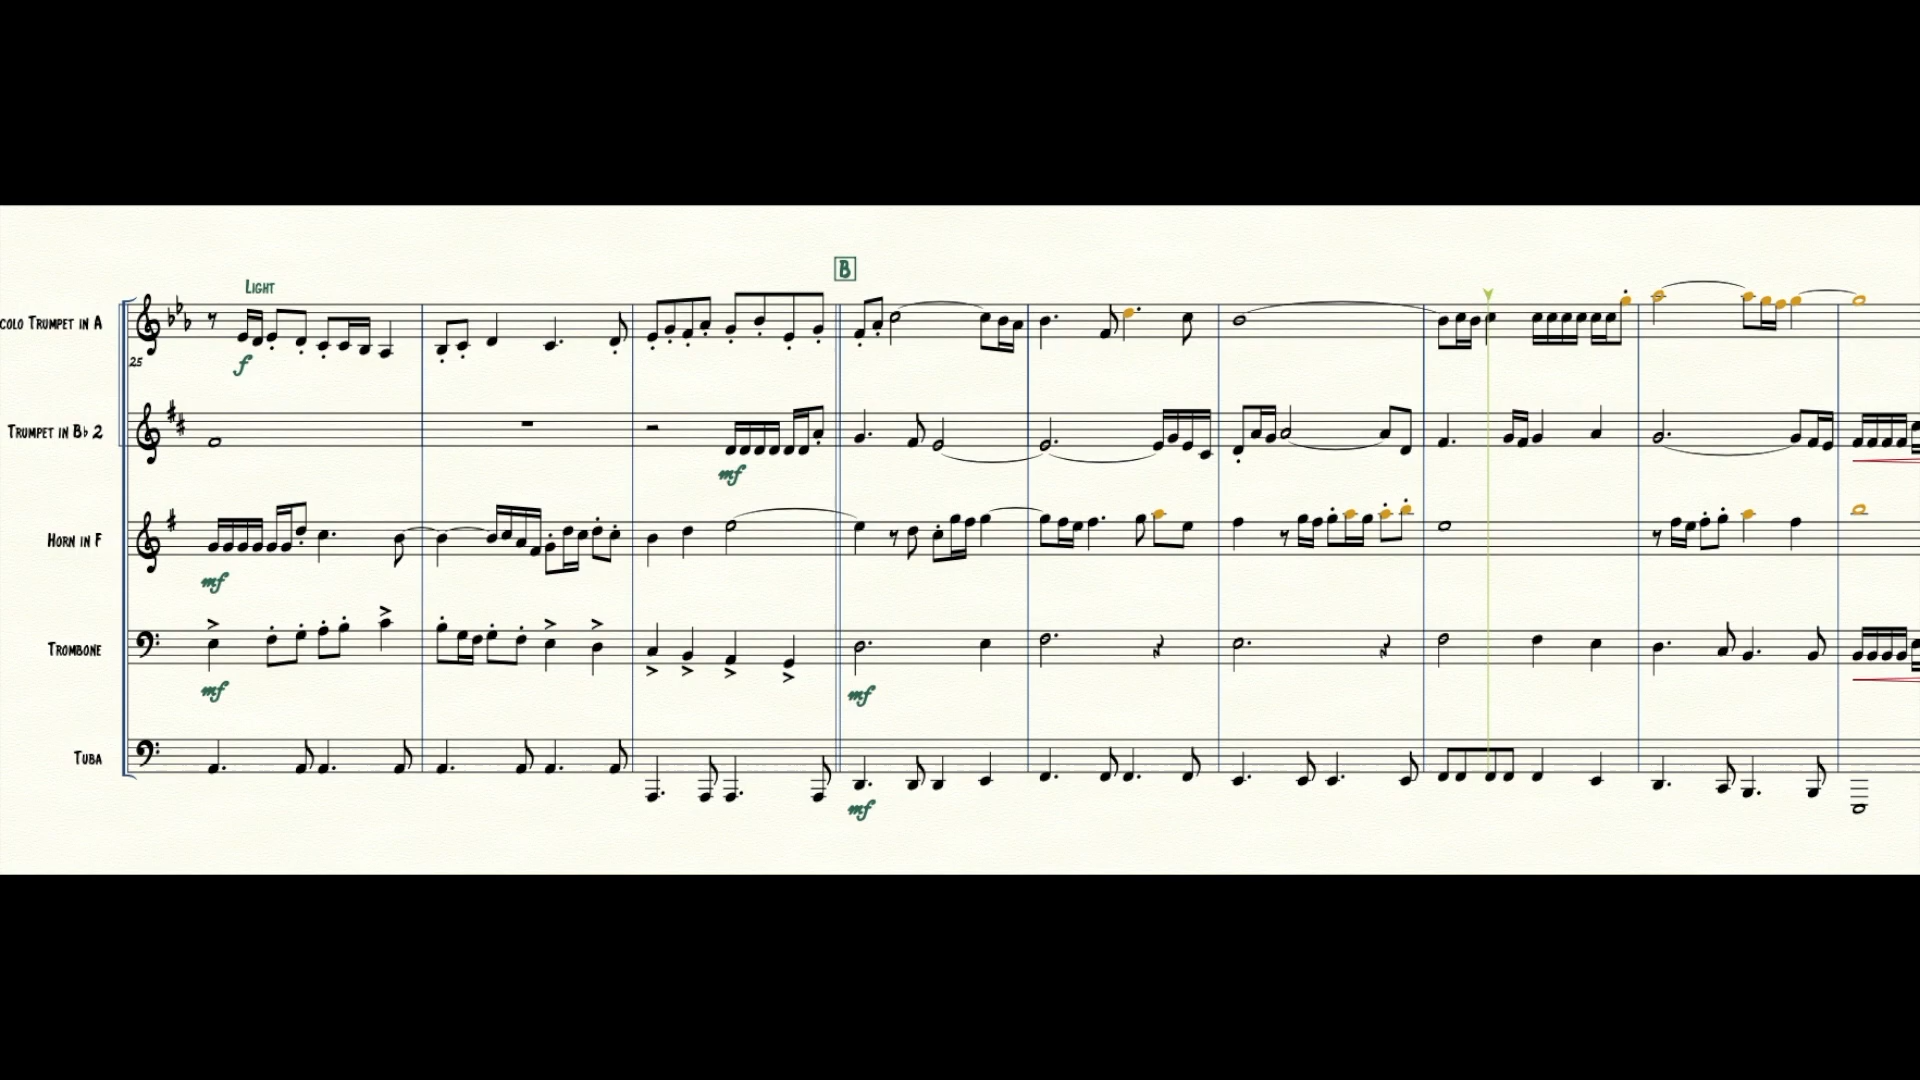 B
Light
colo Trumpet in A
25
f
Trumpet in B♭ 2
mf
Horn in F
mf
Trombone
mf
mf
Tuba
mf